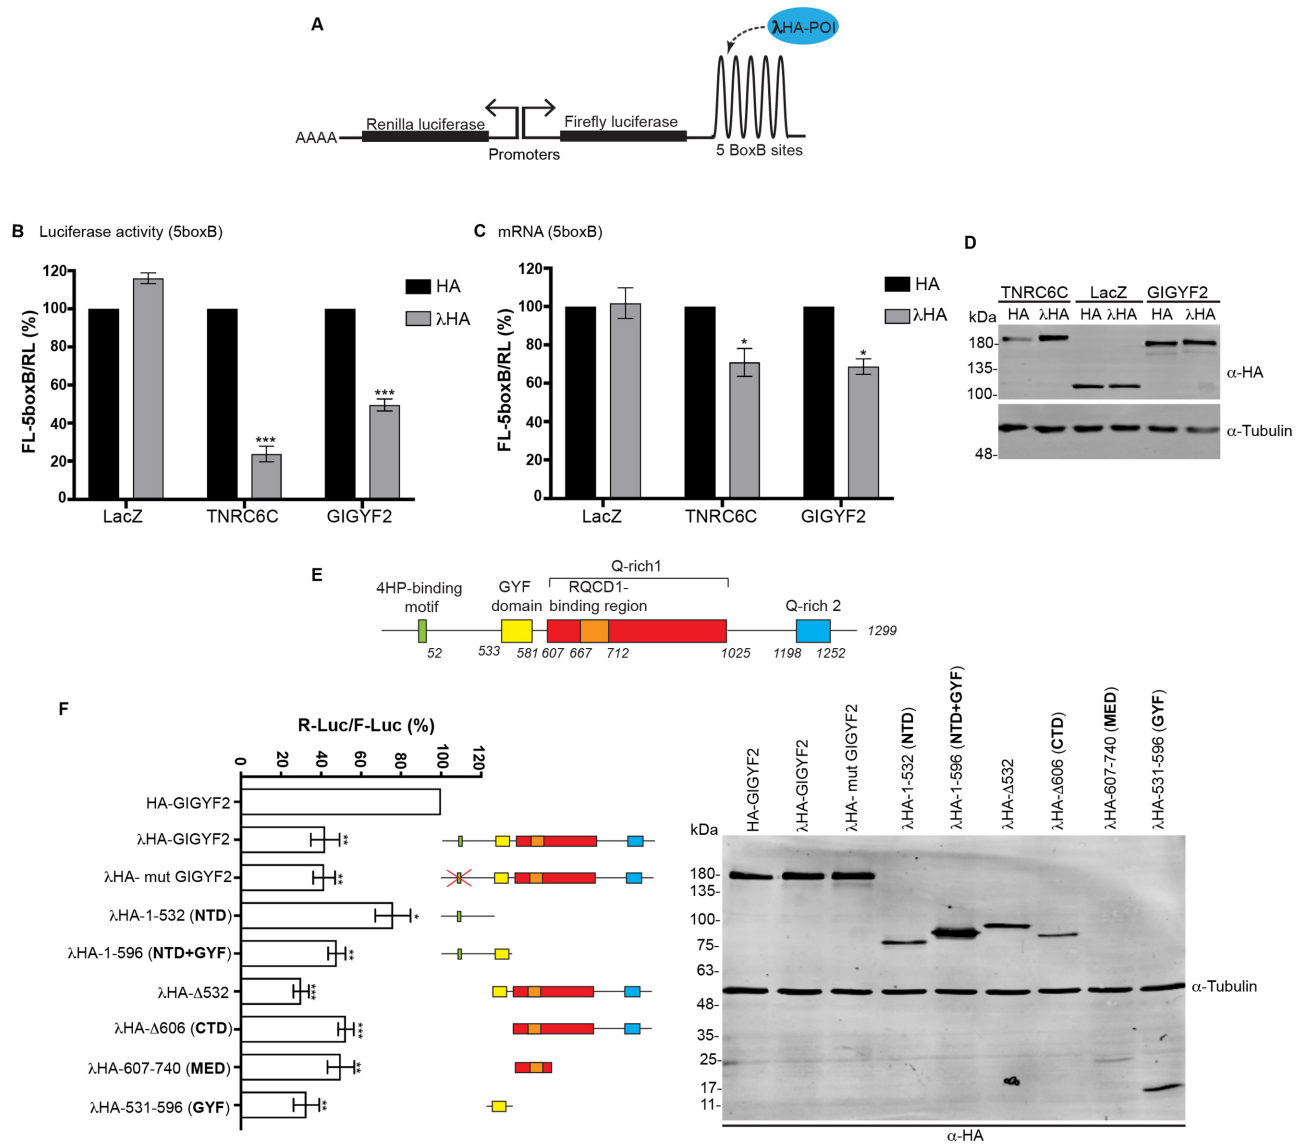 A
λHA-POI
AAAA
Renilla luciferase
Firefly luciferase
Promoters
5 BoxB sites
B Luciferase activity (5boxB)
FL-5boxB/RL (%)
120
100
80
60
40
20
0
***
***
LacZ
TNRC6C
GIGYF2
HA
λHA
C mRNA (5boxB)
FL-5boxB/RL (%)
120
100
80
60
40
20
0
*
*
LacZ
TNRC6C
GIGYF2
HA
λHA
D
TNRC6C LacZ GIGYF2
kDa HA λHA HA λHA HA λHA
180-
135-
100-
α-HA
α-Tubulin
48-
E
Q-rich1
4HP-binding motif
GYF domain
RQCD1-binding region
Q-rich 2
1299
52
533
581
607
667
712
1025
1198
1252
F
R-Luc/F-Luc (%)
0
20
40
60
80
100
120
HA-GIGYF2
λHA-GIGYF2
**
λHA- mut GIGYF2
**
λHA-1-532 (NTD)
*
λHA-1-596 (NTD+GYF)
**
λHA-Δ532
***
λHA-Δ606 (CTD)
***
λHA-607-740 (MED)
**
λHA-531-596 (GYF)
**
HA-GIGYF2
λHA-GIGYF2
λHA- mut GIGYF2
λHA-1-532 (NTD)
λHA-1-596 (NTD+GYF)
λHA-Δ532
λHA-Δ606 (CTD)
λHA-607-740 (MED)
λHA-531-596 (GYF)
kDa
180-
135-
100-
75-
63-
48-
35-
25-
17-
11-
α-Tubulin
α-HA